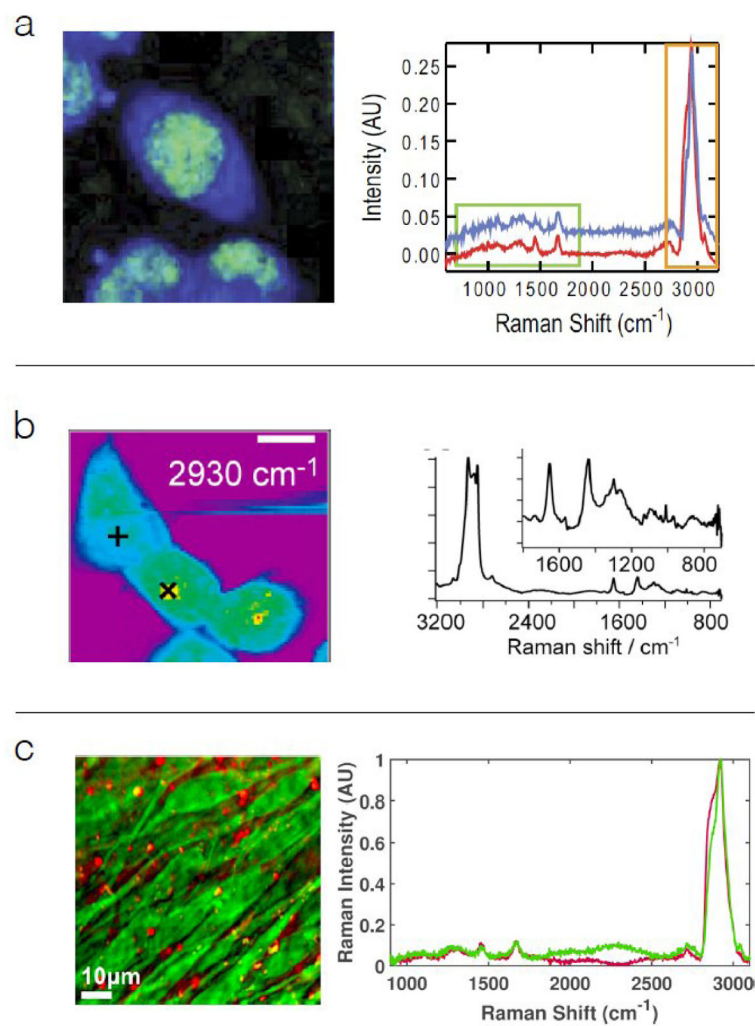 a
Intensity (AU)
0.25
0.20
0.15
0.10
0.05
0.00
1000 1500 2000 2500 3000
Raman Shift (cm-1)
b
2930 cm-1
1600 1200 800
3200 2400 1600 800
Raman shift / cm-1
c
10μm
Raman Intensity (AU)
1
0.8
0.6
0.4
0.2
0
1000 1500 2000 2500 3000
Raman Shift (cm-1)